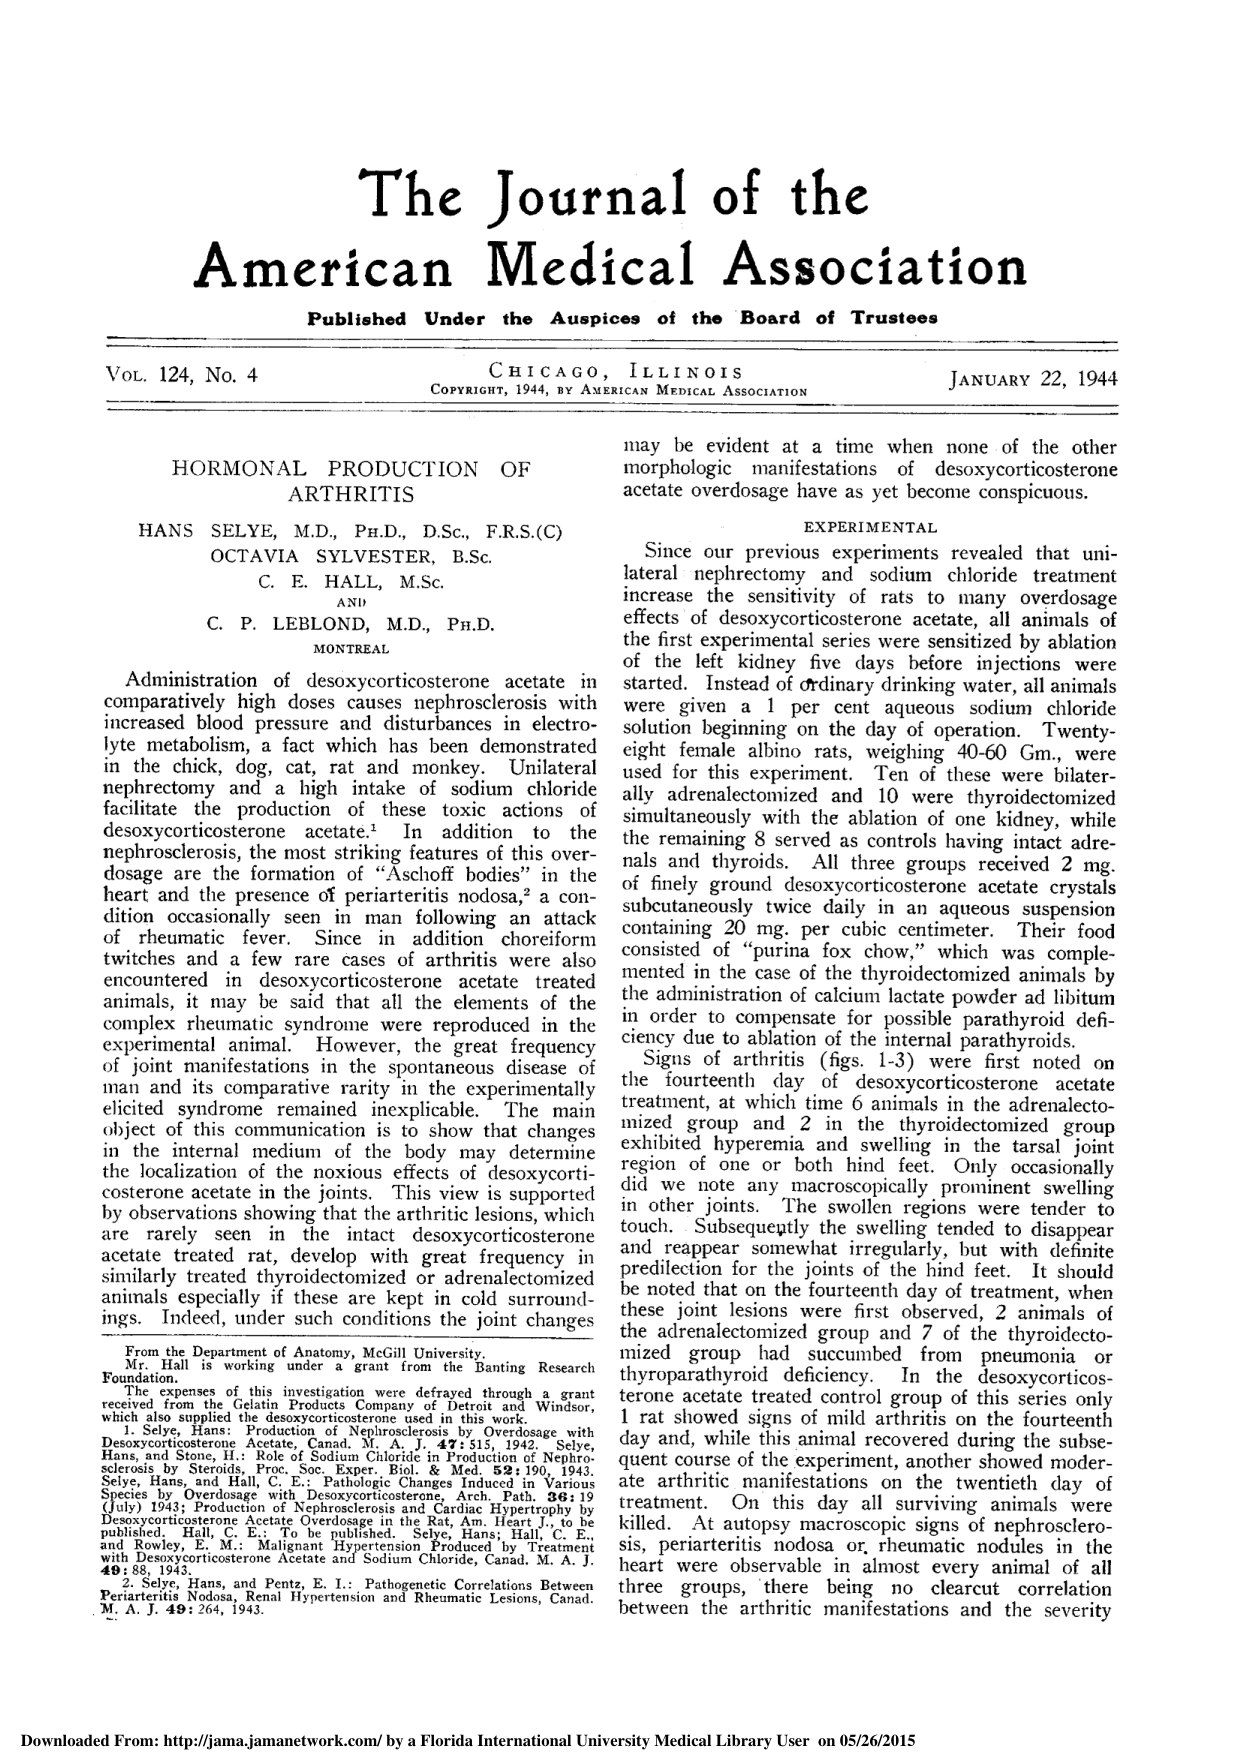 The Journal of the
American Medical Association
Published Under the Auspices of the Board of Trustees
VOL. 124, NO. 4
CHICAGO, ILLINOIS
COPYRIGHT, 1944, BY AMERICAN MEDICAL ASSOCIATION
JANUARY 22, 1944
HORMONAL PRODUCTION OF
ARTHRITIS
HANS SELYE, M.D., PH.D., D.SC., F.R.S.(C)
OCTAVIA SYLVESTER, B.SC.
C. E. HALL, M.SC.
AND
C. P. LEBLOND, M.D., PH.D.
MONTREAL
Administration of desoxycorticosterone acetate in
comparatively high doses causes nephrosclerosis with
increased blood pressure and disturbances in electro-
lyte metabolism, a fact which has been demonstrated
in the chick, dog, cat, rat and monkey. Unilateral
nephrectomy and a high intake of sodium chloride
facilitate the production of these toxic actions of
desoxycorticosterone acetate.¹ In addition to the
nephrosclerosis, the most striking features of this over-
dosage are the formation of "Aschoff bodies" in the
heart and the presence of periarteritis nodosa,² a con-
dition occasionally seen in man following an attack
of rheumatic fever. Since in addition choreiform
twitches and a few rare cases of arthritis were also
encountered in desoxycorticosterone acetate treated
animals, it may be said that all the elements of the
complex rheumatic syndrome were reproduced in the
experimental animal. However, the great frequency
of joint manifestations in the spontaneous disease of
man and its comparative rarity in the experimentally
elicited syndrome remained inexplicable. The main
object of this communication is to show that changes
in the internal medium of the body may determine
the localization of the noxious effects of desoxycorti-
costerone acetate in the joints. This view is supported
by observations showing that the arthritic lesions, which
are rarely seen in the intact desoxycorticosterone
acetate treated rat, develop with great frequency in
similarly treated thyroidectomized or adrenalectomized
animals especially if these are kept in cold surround-
ings. Indeed, under such conditions the joint changes
From the Department of Anatomy, McGill University.
Mr. Hall is working under a grant from the Banting Research
Foundation.
The expenses of this investigation were defrayed through a grant
received from the Gelatin Products Company of Detroit and Windsor,
which also supplied the desoxycorticosterone used in this work.
1. Selye, Hans: Production of Nephrosclerosis by Overdosage with
Desoxycorticosterone Acetate, Canad. M. A. J. 47: 515, 1942. Selye,
Hans, and Stone, H.: Role of Sodium Chloride in Production of Nephro-
sclerosis by Steroids, Proc. Soc. Exper. Biol. & Med. 52: 190, 1943.
Selye, Hans, and Hall, C. E.: Pathologic Changes Induced in Various
Species by Overdosage with Desoxycorticosterone, Arch. Path. 36: 19
(July) 1943; Production of Nephrosclerosis and Cardiac Hypertrophy by
Desoxycorticosterone Acetate Overdosage in the Rat, Am. Heart J., to be
published. Hall, C. E.: To be published. Selye, Hans; Hall, C. E.,
and Rowley, E. M.: Malignant Hypertension Produced by Treatment
with Desoxycorticosterone Acetate and Sodium Chloride, Canad. M. A. J.
49: 88, 1943.
2. Selye, Hans, and Pentz, E. I.: Pathogenetic Correlations Between
Periarteritis Nodosa, Renal Hypertension and Rheumatic Lesions, Canad.
M. A. J. 49: 264, 1943.
may be evident at a time when none of the other
morphologic manifestations of desoxycorticosterone
acetate overdosage have as yet become conspicuous.
EXPERIMENTAL
Since our previous experiments revealed that uni-
lateral nephrectomy and sodium chloride treatment
increase the sensitivity of rats to many overdosage
effects of desoxycorticosterone acetate, all animals of
the first experimental series were sensitized by ablation
of the left kidney five days before injections were
started. Instead of ordinary drinking water, all animals
were given a 1 per cent aqueous sodium chloride
solution beginning on the day of operation. Twenty-
eight female albino rats, weighing 40-60 Gm., were
used for this experiment. Ten of these were bilater-
ally adrenalectomized and 10 were thyroidectomized
simultaneously with the ablation of one kidney, while
the remaining 8 served as controls having intact adre-
nals and thyroids. All three groups received 2 mg.
of finely ground desoxycorticosterone acetate crystals
subcutaneously twice daily in an aqueous suspension
containing 20 mg. per cubic centimeter. Their food
consisted of "purina fox chow," which was comple-
mented in the case of the thyroidectomized animals by
the administration of calcium lactate powder ad libitum
in order to compensate for possible parathyroid defi-
ciency due to ablation of the internal parathyroids.
Signs of arthritis (figs. 1-3) were first noted on
the fourteenth day of desoxycorticosterone acetate
treatment, at which time 6 animals in the adrenalecto-
mized group and 2 in the thyroidectomized group
exhibited hyperemia and swelling in the tarsal joint
region of one or both hind feet. Only occasionally
did we note any macroscopically prominent swelling
in other joints. The swollen regions were tender to
touch. Subsequently the swelling tended to disappear
and reappear somewhat irregularly, but with definite
predilection for the joints of the hind feet. It should
be noted that on the fourteenth day of treatment, when
these joint lesions were first observed, 2 animals of
the adrenalectomized group and 7 of the thyroidecto-
mized group had succumbed from pneumonia or
thyroparathyroid deficiency. In the desoxycorticos-
terone acetate treated control group of this series only
1 rat showed signs of mild arthritis on the fourteenth
day and, while this animal recovered during the subse-
quent course of the experiment, another showed moder-
ate arthritic manifestations on the twentieth day of
treatment. On this day all surviving animals were
killed. At autopsy macroscopic signs of nephrosclero-
sis, periarteritis nodosa or rheumatic nodules in the
heart were observable in almost every animal of all
three groups, there being no clearcut correlation
between the arthritic manifestations and the severity
Downloaded From: http://jama.jamanetwork.com/ by a Florida International University Medical Library User on 05/26/2015